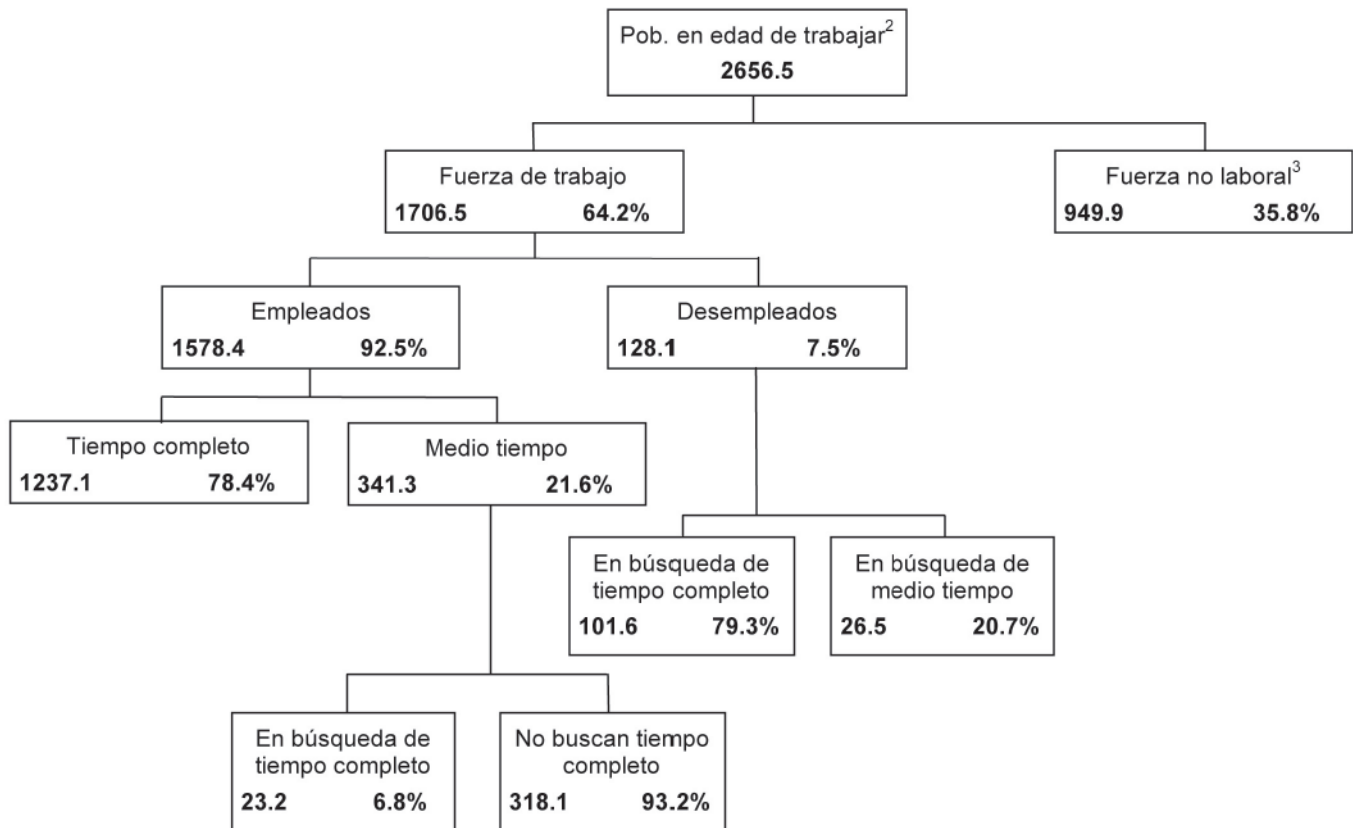 Pob. en edad de trabajar²
2656.5
Fuerza de trabajo
1706.5 64.2%
Fuerza no laboral³
949.9 35.8%
Empleados
1578.4 92.5%
Desempleados
128.1 7.5%
Tiempo completo
1237.1 78.4%
Medio tiempo
341.3 21.6%
En búsqueda de
tiempo completo
101.6 79.3%
En búsqueda de
medio tiempo
26.5 20.7%
En búsqueda de
tiempo completo
23.2 6.8%
No buscan tiempo
completo
318.1 93.2%